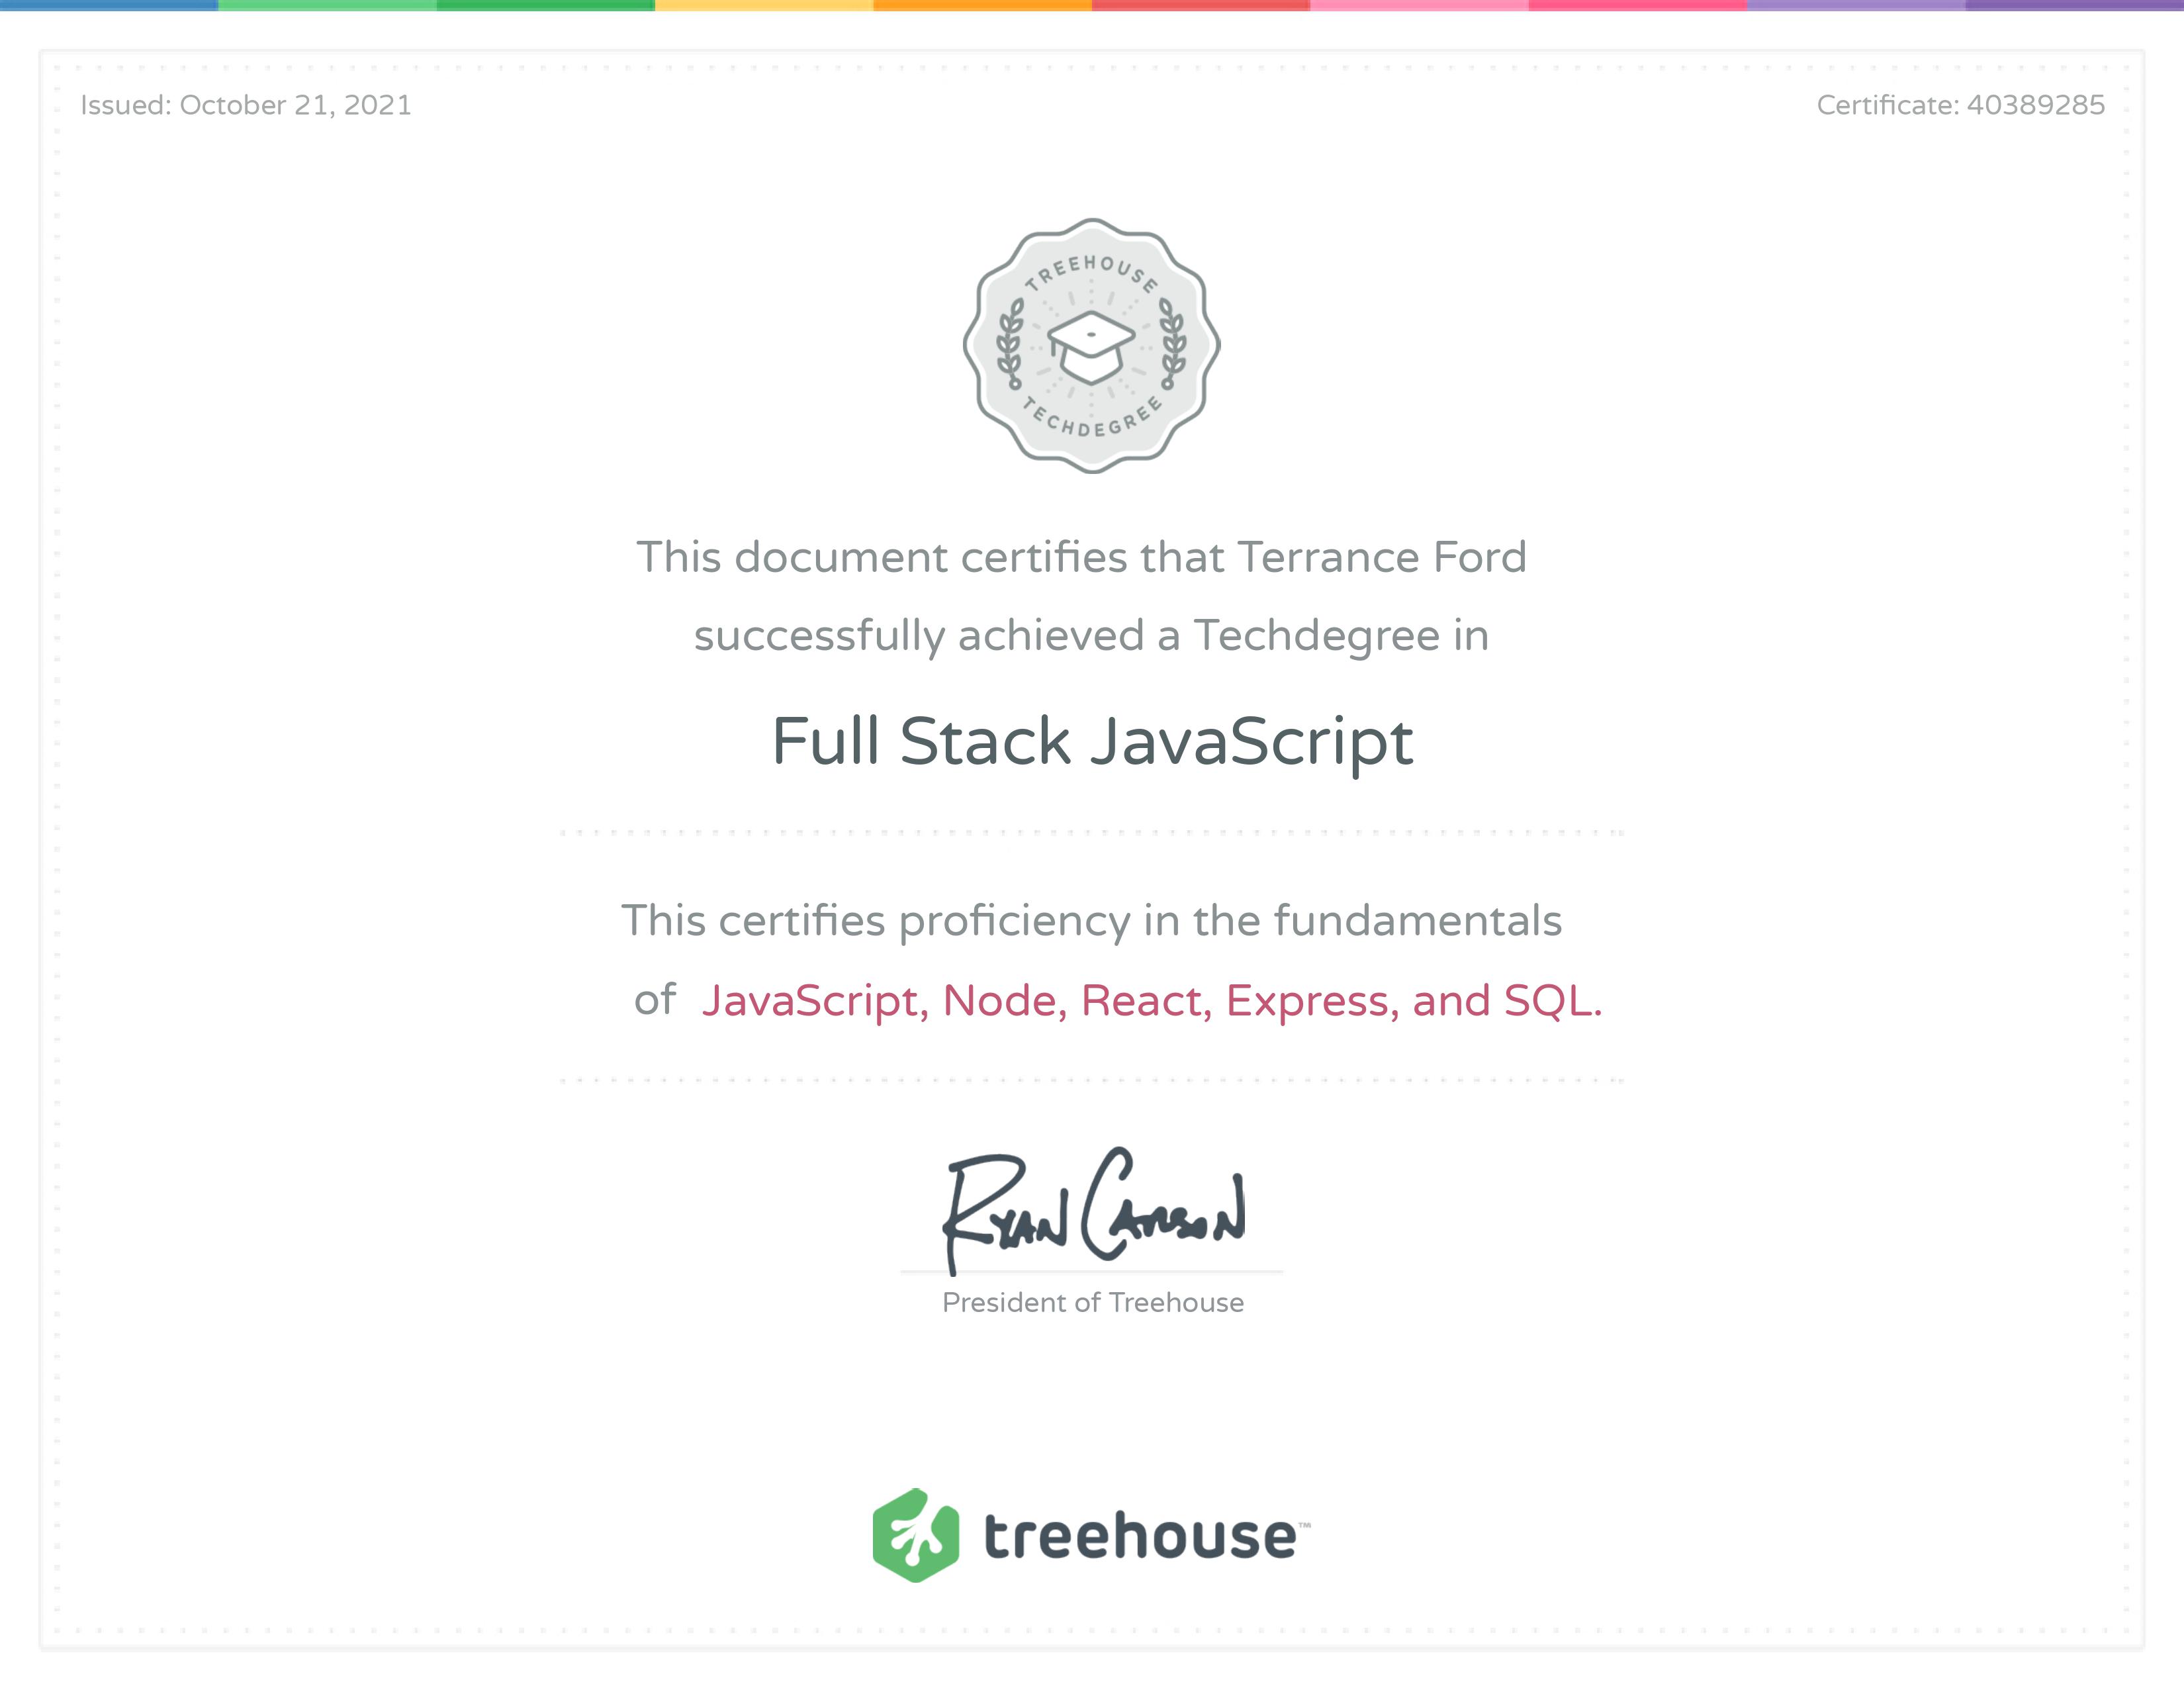 Issued: October 21, 2021
Certificate: 40389285
TREEHOUSE
TECHDEGREE
This document certifies that Terrance Ford
successfully achieved a Techdegree in
Full Stack JavaScript
This certifies proficiency in the fundamentals
of JavaScript, Node, React, Express, and SQL.
Ryan Carson
President of Treehouse
treehouse™